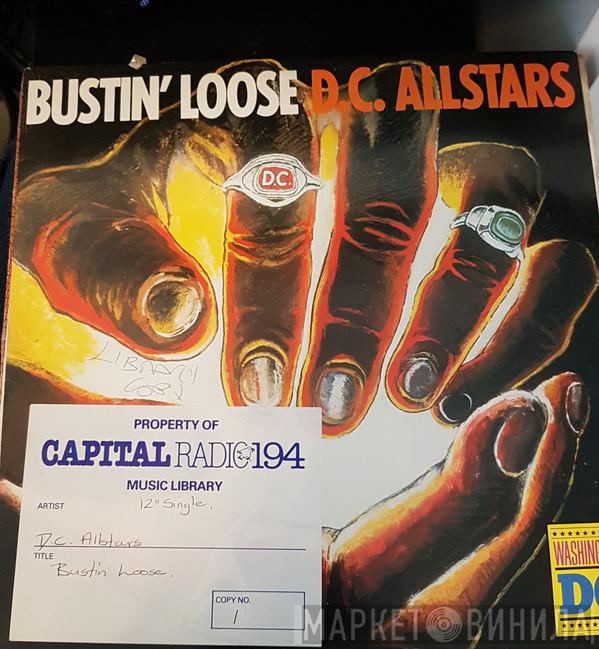 BUSTIN' LOOSE D.C. ALLSTARS
D.C.
LIBRARY
COPY
PROPERTY OF
CAPITAL RADIO 194
MUSIC LIBRARY
ARTIST 12" Single.
D.C. Allstars
TITLE
Bustin Loose.
COPY NO.
1
WASHING
DC
МАРКЕТ ВИНИЛА